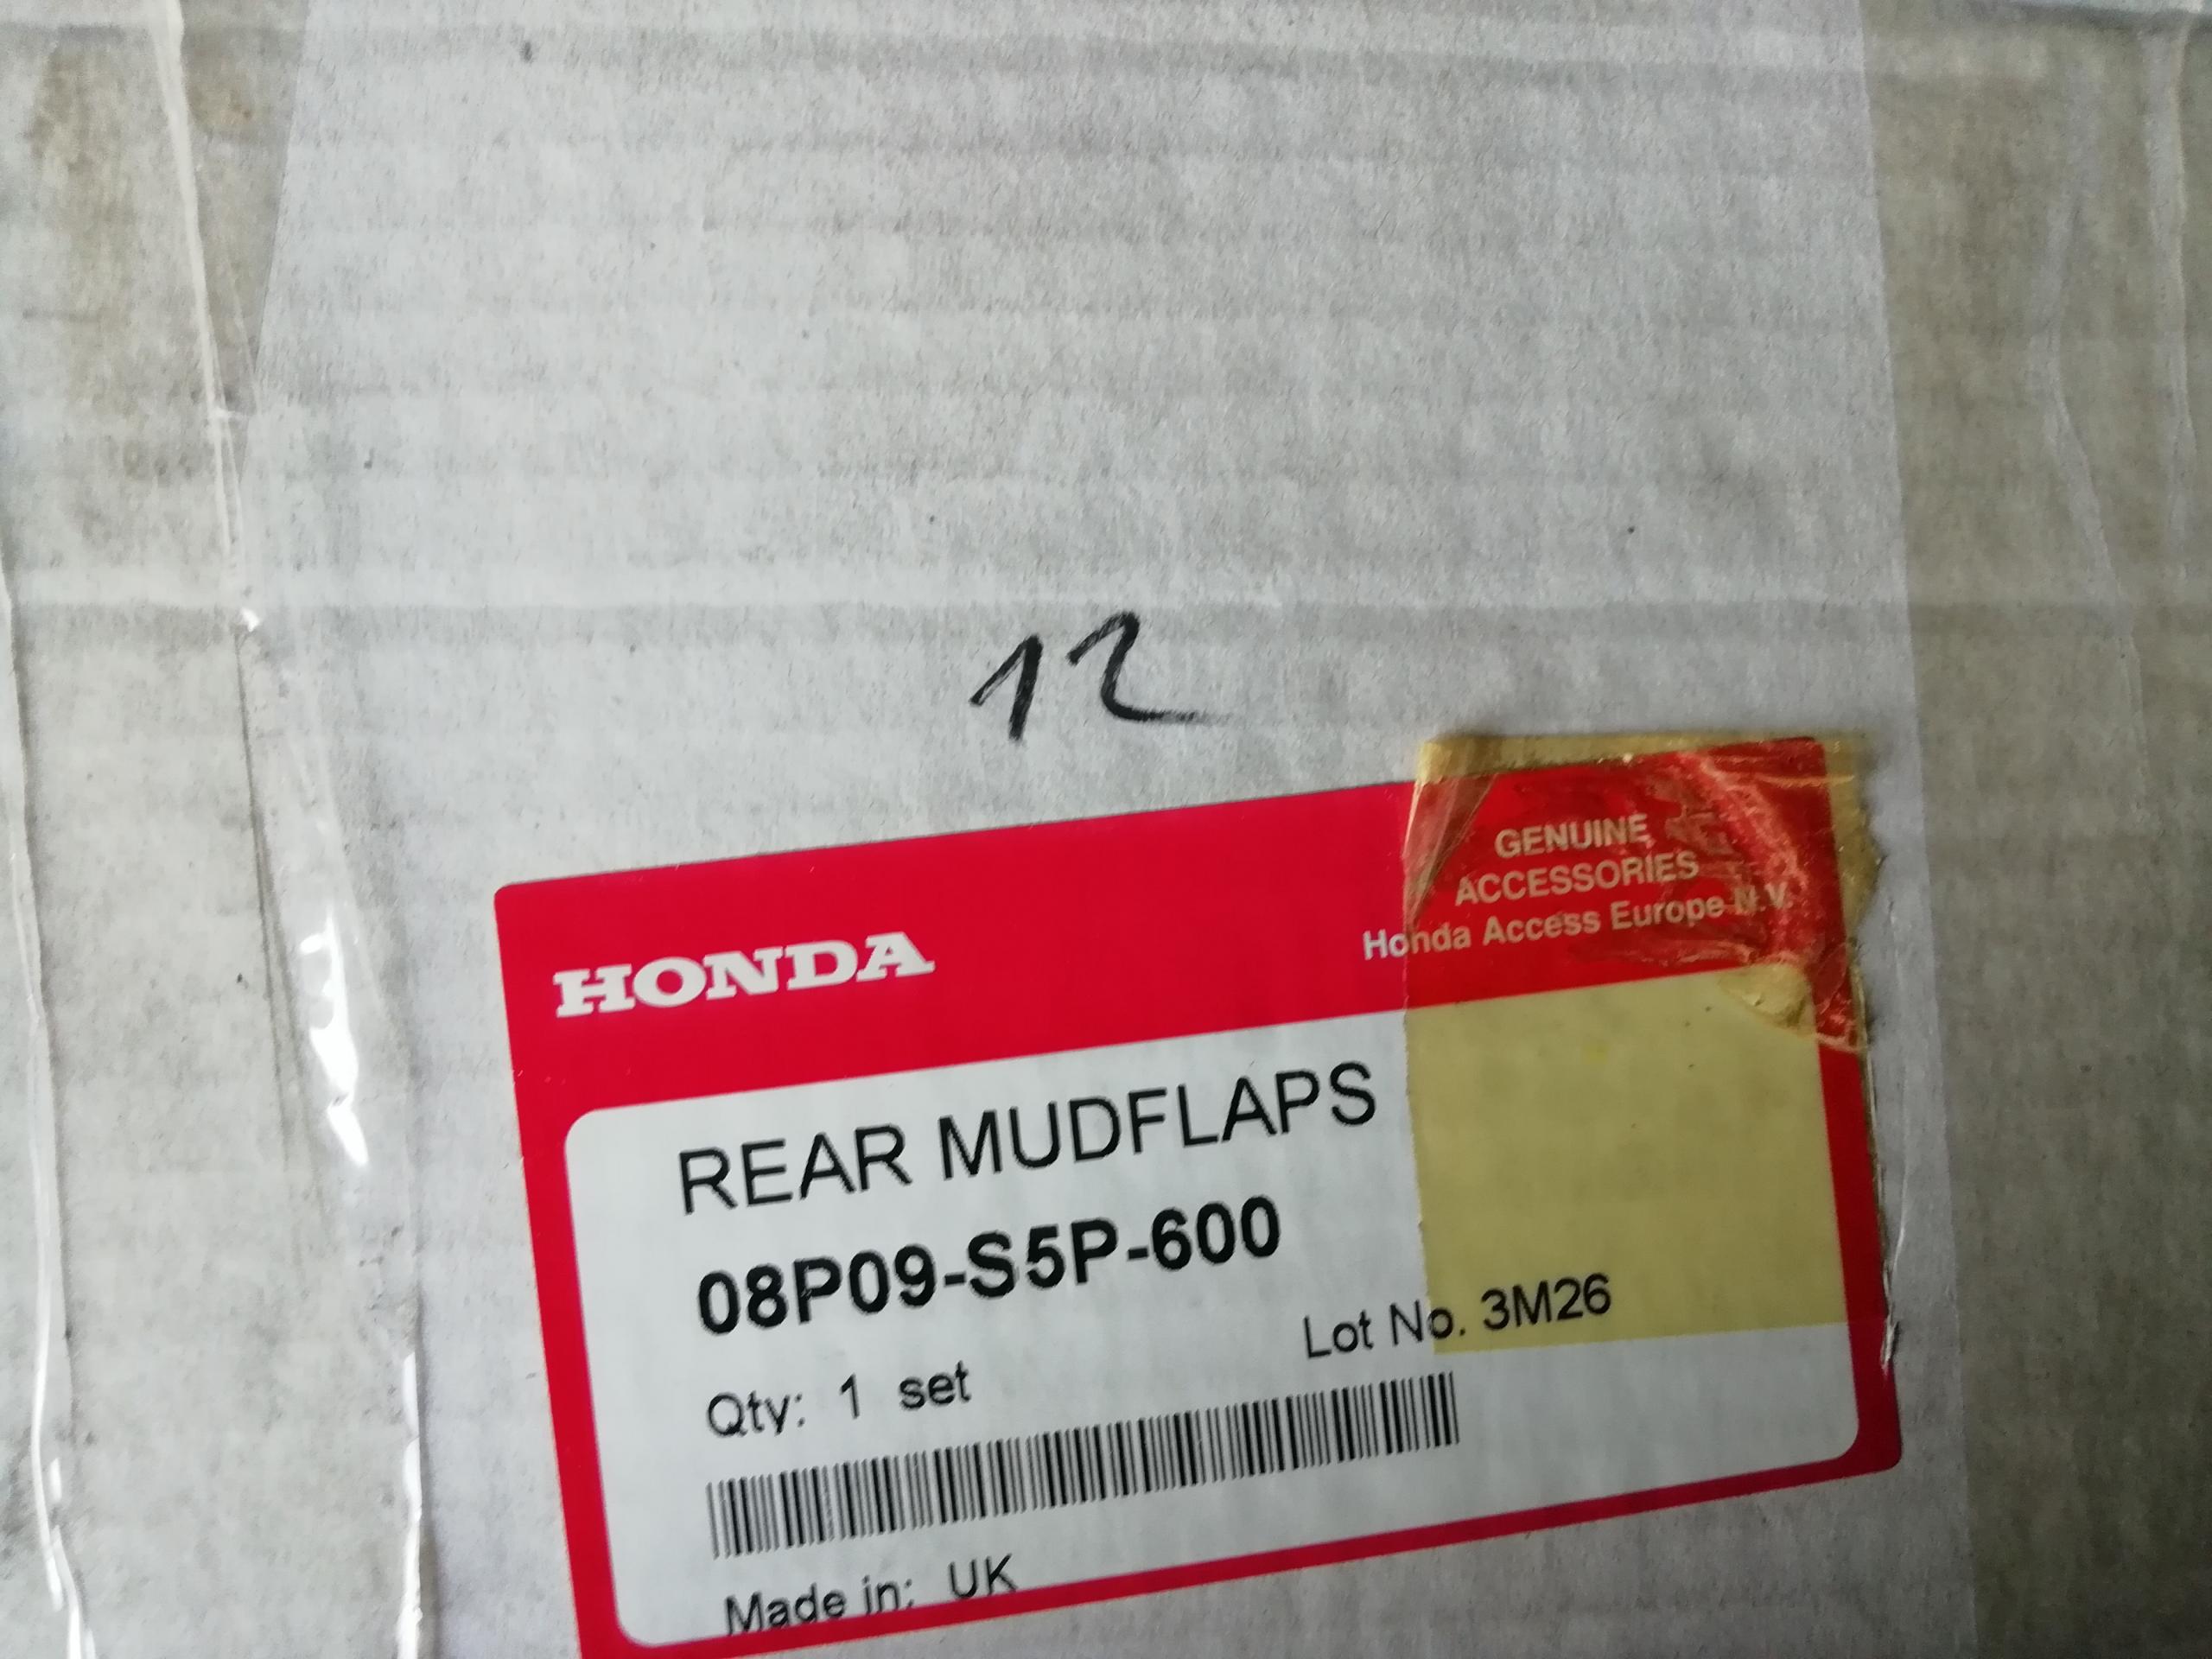 12
HONDA
GENUINE
ACCESSORIES
Honda Access Europe N.V.
REAR MUDFLAPS
08P09-S5P-600
Qty: 1 set
Lot No. 3M26
Made in: UK